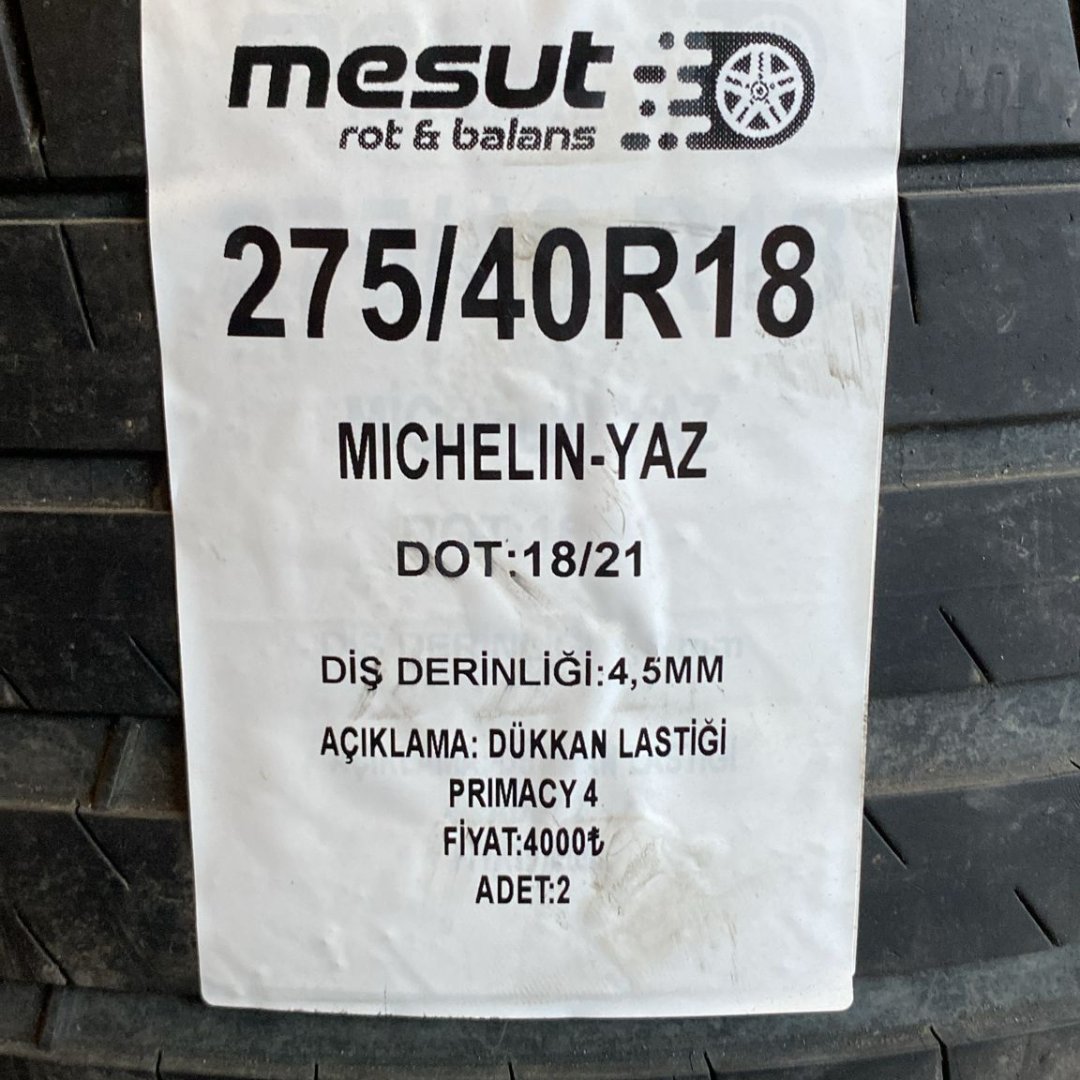 mesut
rot & balans
275/40R18
MICHELIN-YAZ
DOT:18/21
DİŞ DERİNLİĞİ:4,5MM
AÇIKLAMA: DÜKKAN LASTİĞİ
PRIMACY 4
FİYAT:4000₺
ADET:2